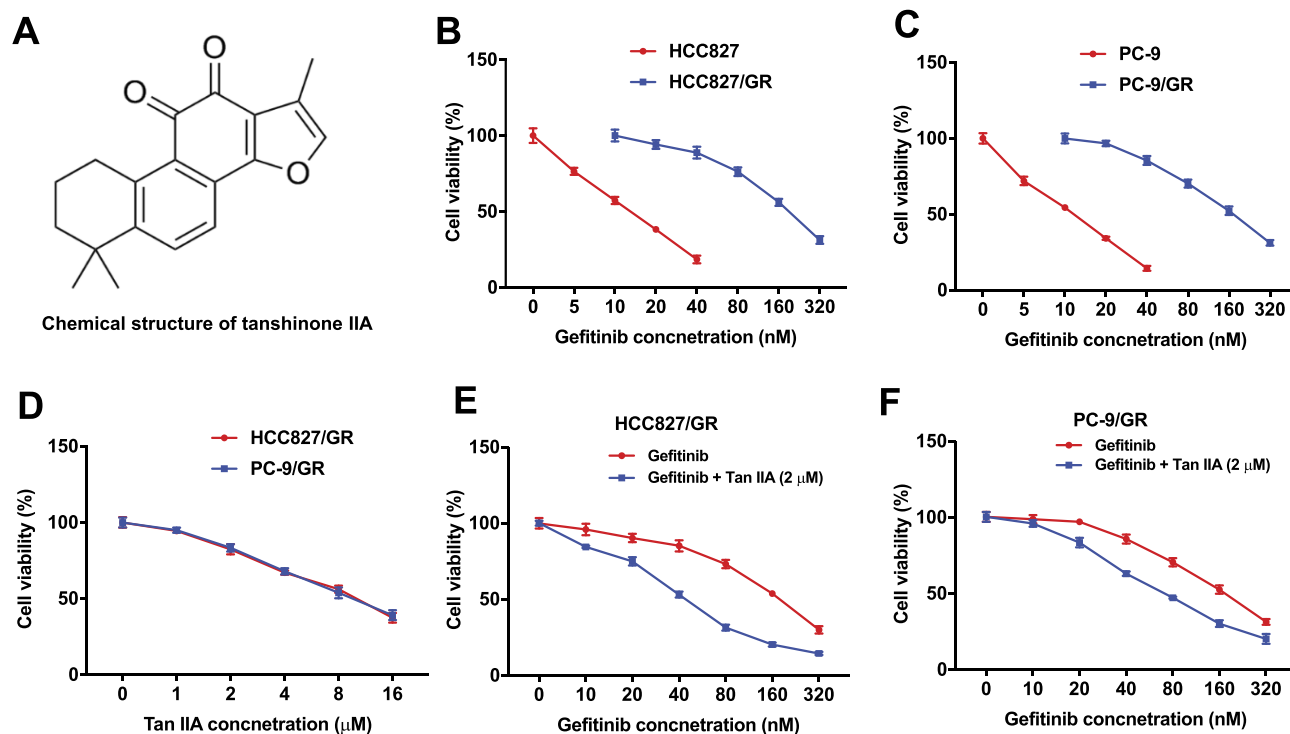 A
O
O
O
Chemical structure of tanshinone IIA
B
HCC827
HCC827/GR
Cell viability (%)
150
100
50
0
0 5 10 20 40 80 160 320
Gefitinib concnetration (nM)
C
PC-9
PC-9/GR
Cell viability (%)
150
100
50
0
0 5 10 20 40 80 160 320
Gefitinib concnetration (nM)
D
HCC827/GR
PC-9/GR
Cell viability (%)
150
100
50
0
0 1 2 4 8 16
Tan IIA concnetration (μM)
E
HCC827/GR
Gefitinib
Gefitinib + Tan IIA (2 μM)
Cell viability (%)
150
100
50
0
0 10 20 40 80 160 320
Gefitinib concnetration (nM)
F
PC-9/GR
Gefitinib
Gefitinib + Tan IIA (2 μM)
Cell viability (%)
150
100
50
0
0 10 20 40 80 160 320
Gefitinib concnetration (nM)